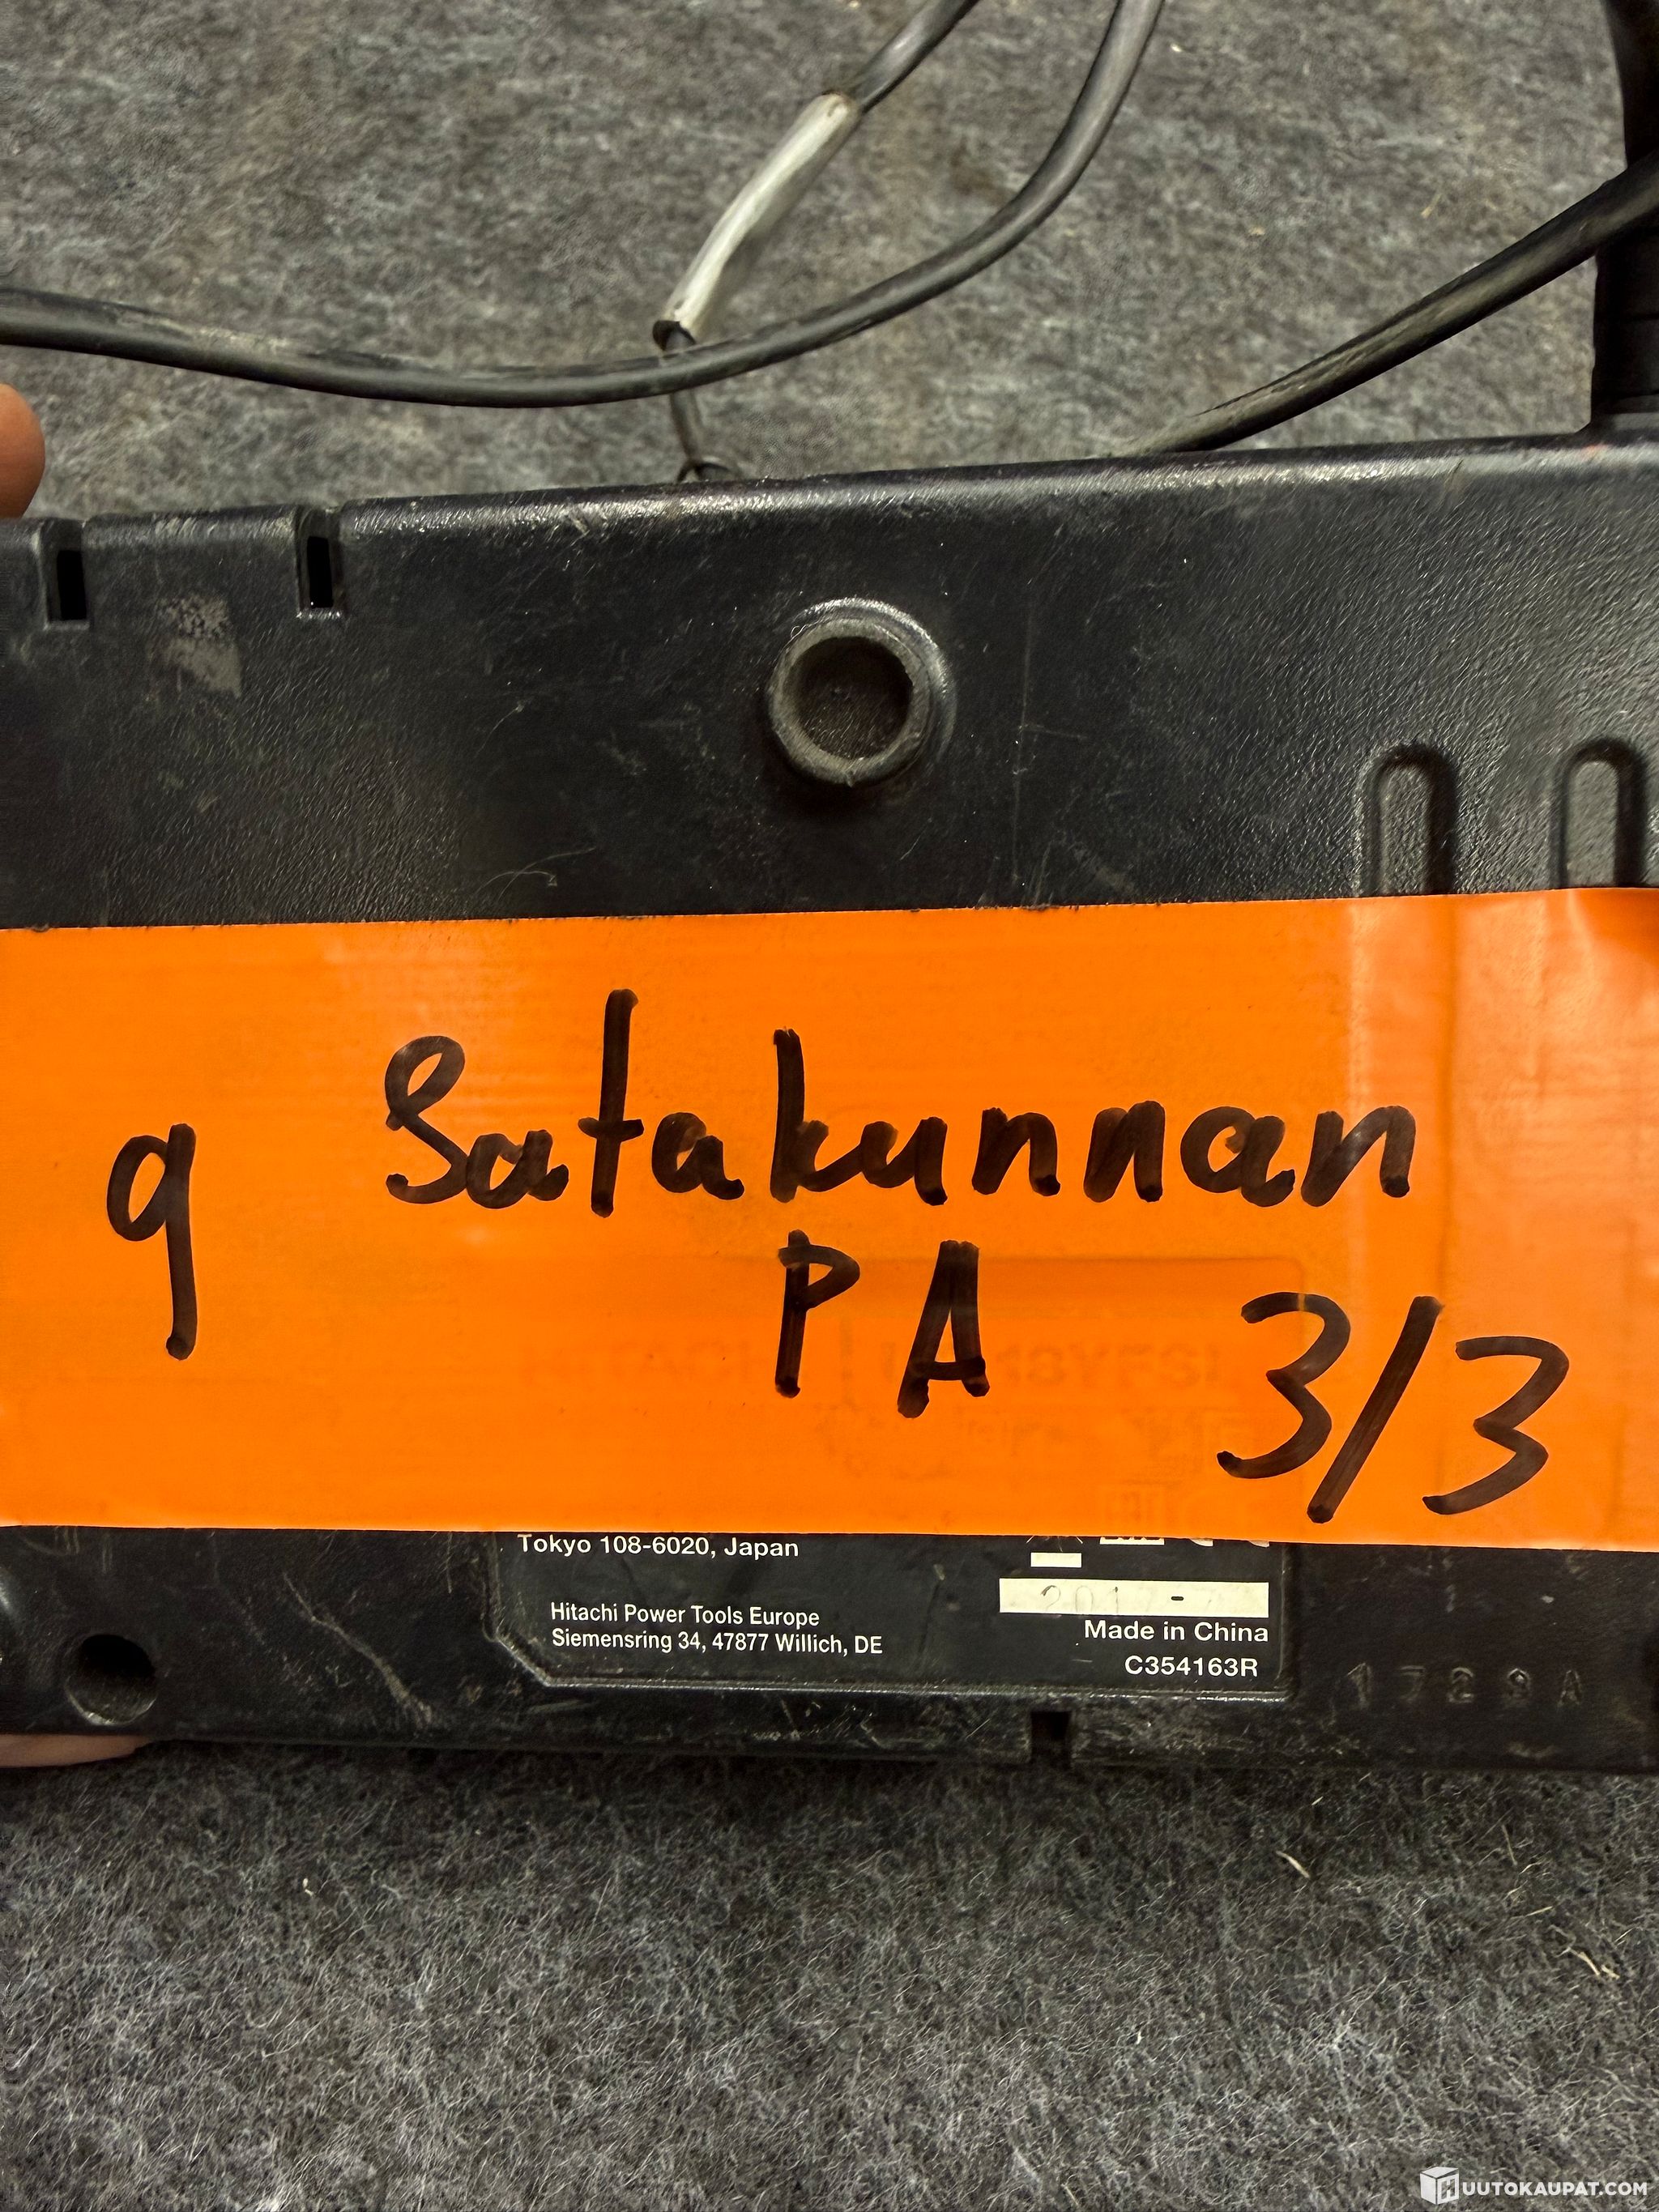 9 Satakunnan
PA
3/3
Tokyo 108-6020, Japan
Hitachi Power Tools Europe
Siemensring 34, 47877 Willich, DE
Made in China
C354163R
1729A
HUUTOKAUPAT.COM